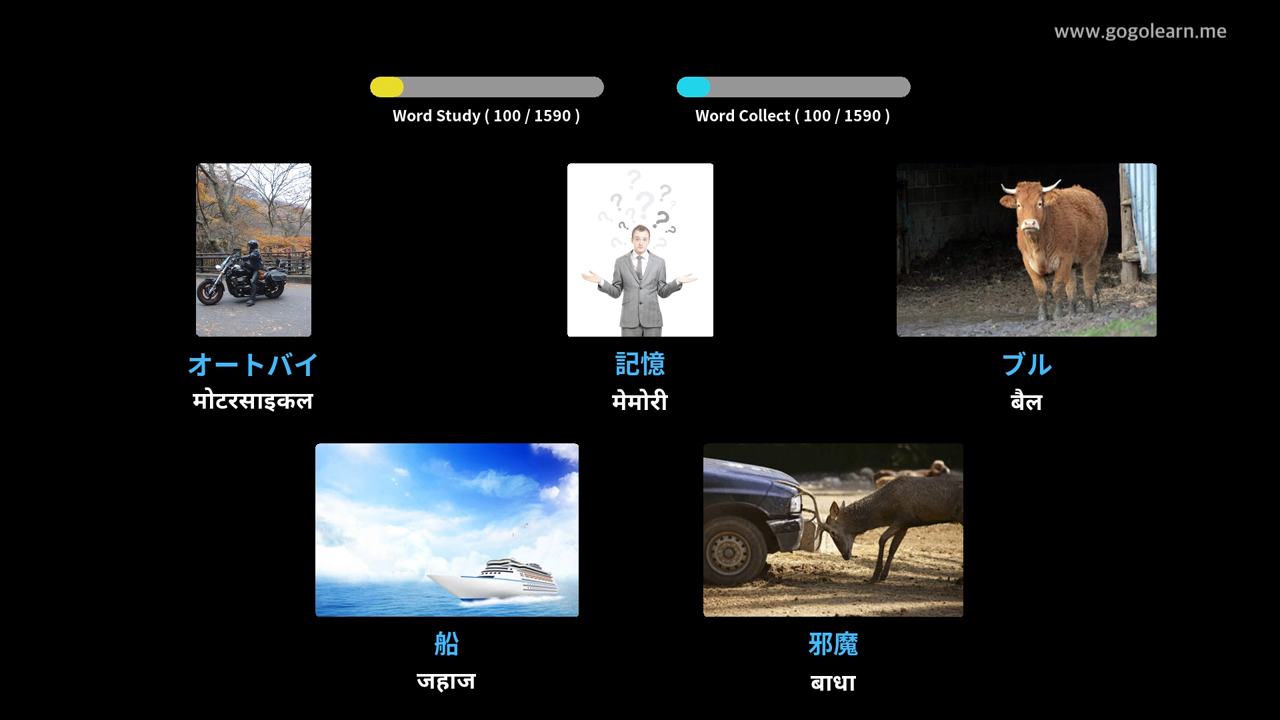 www.gogolearn.me
Word Study ( 100 / 1590 )
Word Collect ( 100 / 1590 )
オートバイ
मोटरसाइकल
記憶
मेमोरी
ブル
बैल
船
जहाज
邪魔
बाधा